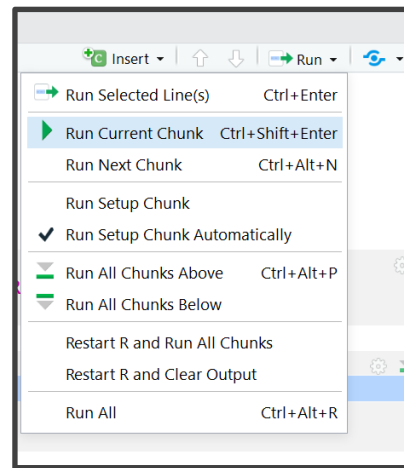 Insert Run
Run Selected Line(s) Ctrl+Enter
Run Current Chunk Ctrl+Shift+Enter
Run Next Chunk Ctrl+Alt+N
Run Setup Chunk
Run Setup Chunk Automatically
Run All Chunks Above Ctrl+Alt+P
Run All Chunks Below
Restart R and Run All Chunks
Restart R and Clear Output
Run All Ctrl+Alt+R